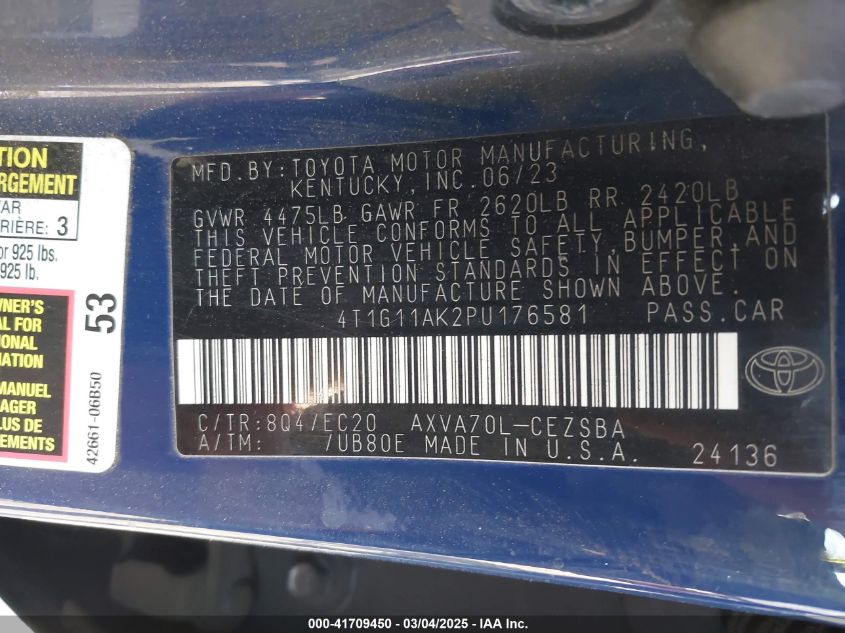 TION
RGEMENT
AR
RIÈRE: 3
or 925 lbs.
925 lb.
WNER'S
AL FOR
TIONAL
MATION
MANUEL
AGER
LUS DE
S.
53
42661-06B50
MFD.BY:TOYOTA MOTOR MANUFACTURING,
KENTUCKY, INC. 06/23
GVWR 4475LB GAWR FR 2620LB RR 2420LB
THIS VEHICLE CONFORMS TO ALL APPLICABLE
FEDERAL MOTOR VEHICLE SAFETY, BUMPER, AND
THEFT PREVENTION STANDARDS IN EFFECT ON
THE DATE OF MANUFACTURE SHOWN ABOVE.
4T1G11AK2PU176581 PASS.CAR
C/TR:8Q4/EC20 AXVA70L-CEZSBA
A/TM: /UB80E MADE IN U.S.A. 24136
000-41709450 - 03/04/2025 - IAA Inc.